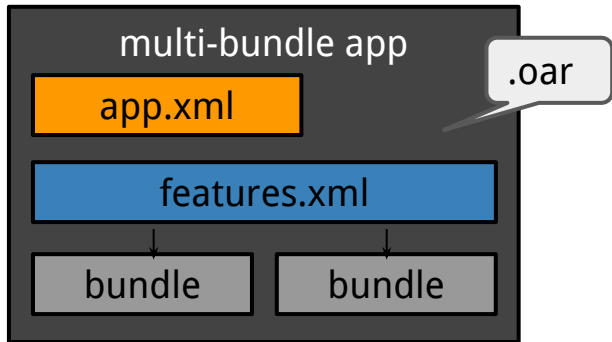 multi-bundle app
.oar
app.xml
features.xml
bundle
bundle